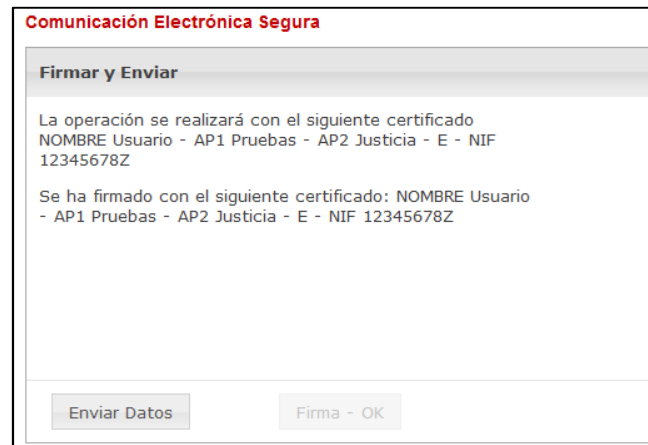 Comunicación Electrónica Segura
Firmar y Enviar
La operación se realizará con el siguiente certificado
NOMBRE Usuario - AP1 Pruebas - AP2 Justicia - E - NIF
12345678Z
Se ha firmado con el siguiente certificado: NOMBRE Usuario
- AP1 Pruebas - AP2 Justicia - E - NIF 12345678Z
Enviar Datos
Firma - OK